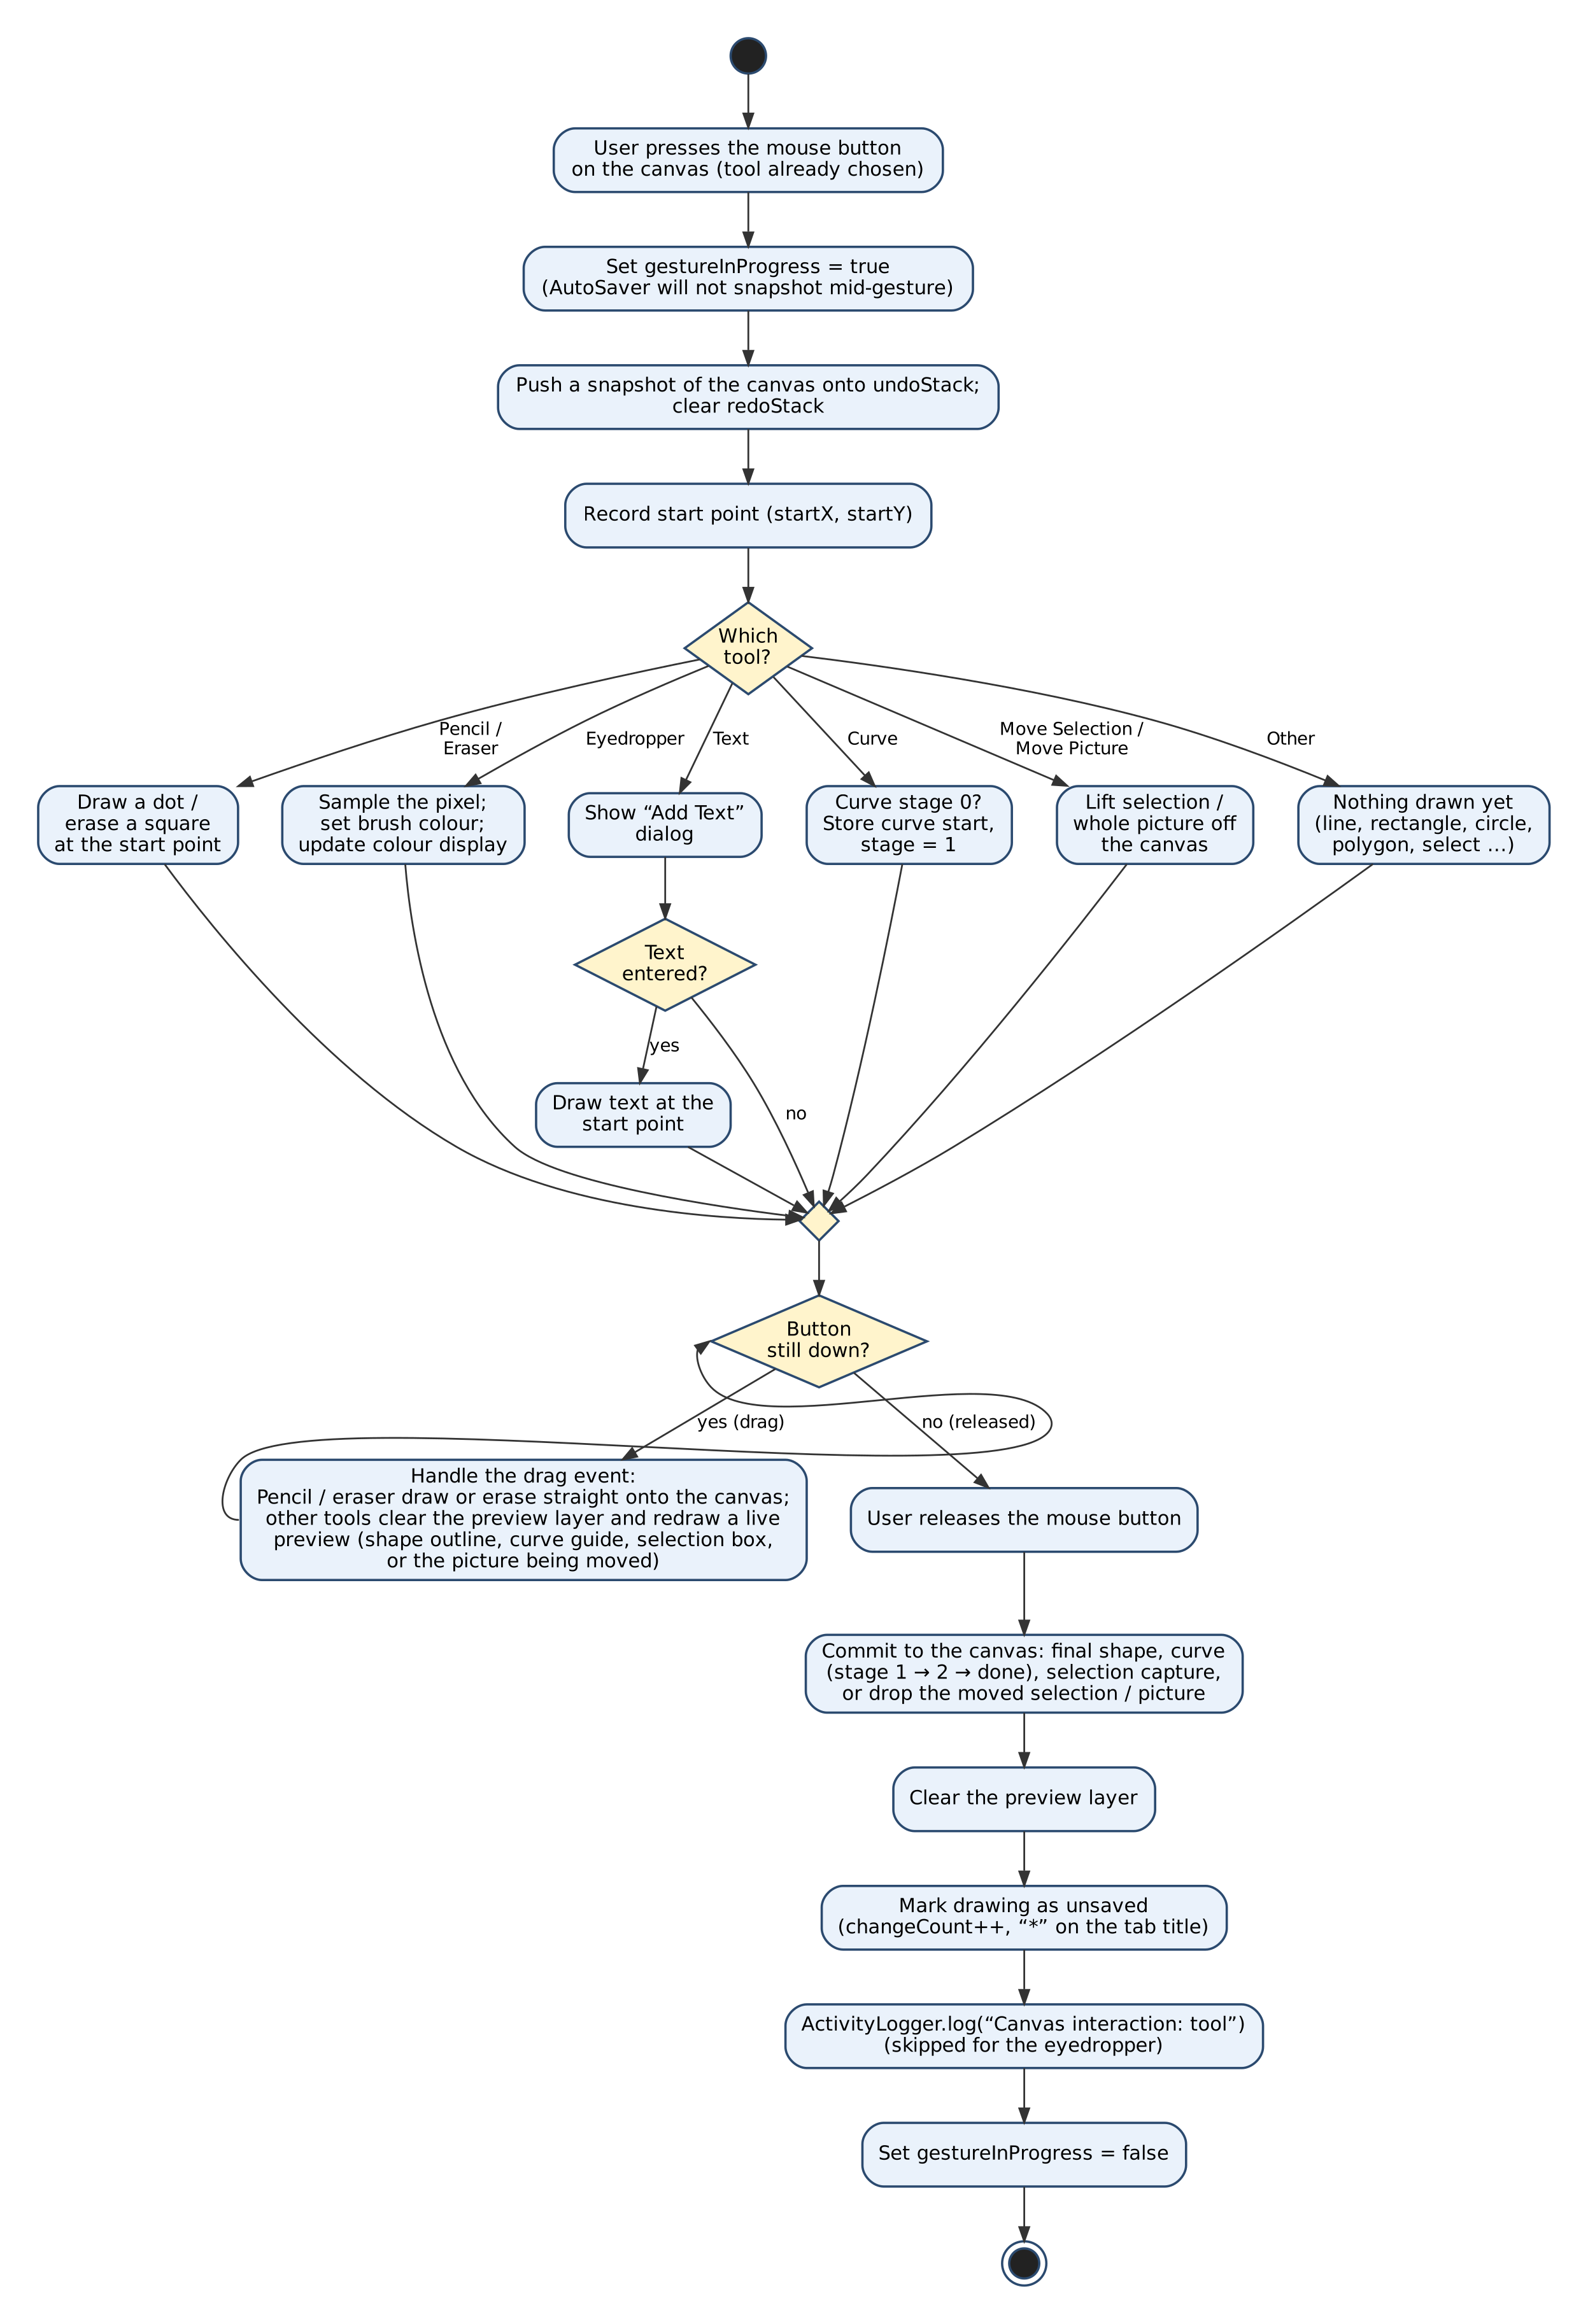 User presses the mouse button
on the canvas (tool already chosen)
Set gestureInProgress = true
(AutoSaver will not snapshot mid-gesture)
Push a snapshot of the canvas onto undoStack;
clear redoStack
Record start point (startX, startY)
Which
tool?
Pencil /
Eraser
Eyedropper
Text
Curve
Move Selection /
Move Picture
Other
Draw a dot /
erase a square
at the start point
Sample the pixel;
set brush colour;
update colour display
Show “Add Text”
dialog
Curve stage 0?
Store curve start,
stage = 1
Lift selection /
whole picture off
the canvas
Nothing drawn yet
(line, rectangle, circle,
polygon, select ...)
Text
entered?
yes
no
Draw text at the
start point
Button
still down?
yes (drag)
no (released)
Handle the drag event:
Pencil / eraser draw or erase straight onto the canvas;
other tools clear the preview layer and redraw a live
preview (shape outline, curve guide, selection box,
or the picture being moved)
User releases the mouse button
Commit to the canvas: final shape, curve
(stage 1 → 2 → done), selection capture,
or drop the moved selection / picture
Clear the preview layer
Mark drawing as unsaved
(changeCount++, “*” on the tab title)
ActivityLogger.log(“Canvas interaction: tool”)
(skipped for the eyedropper)
Set gestureInProgress = false